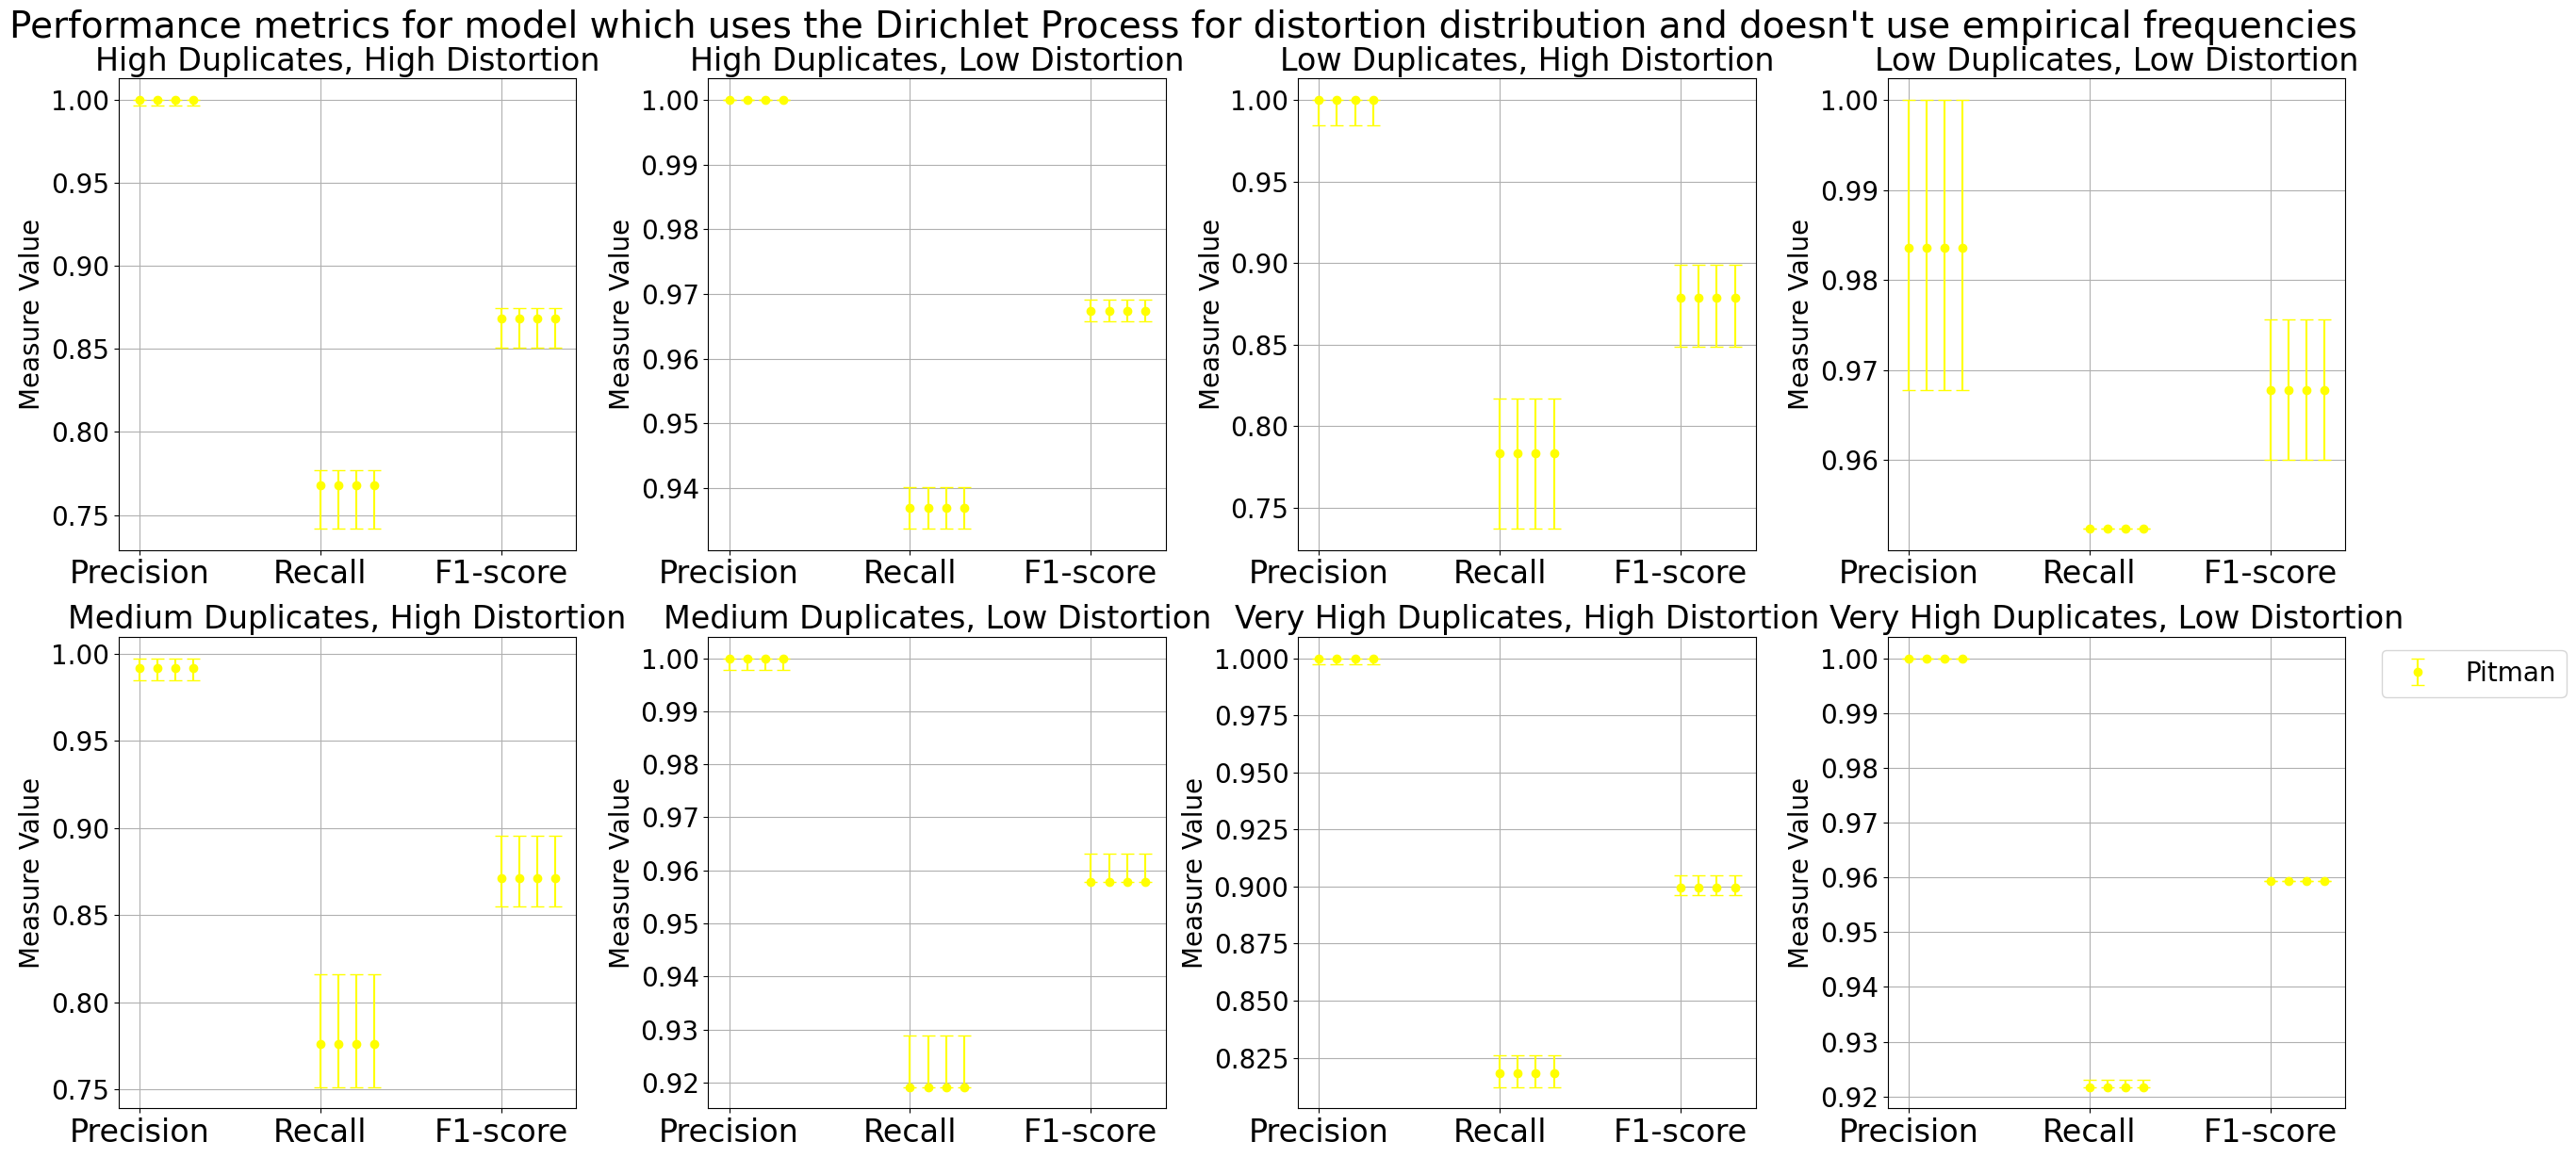 Performance metrics for model which uses the Dirichlet Process for distortion distribution and doesn't use empirical frequencies
High Duplicates, High Distortion
1.00
0.95
0.90
0.85
0.80
0.75
Measure Value
Precision Recall F1-score
High Duplicates, Low Distortion
1.00
0.99
0.98
0.97
0.96
0.95
0.94
Measure Value
Precision Recall F1-score
Low Duplicates, High Distortion
1.00
0.95
0.90
0.85
0.80
0.75
Measure Value
Precision Recall F1-score
Low Duplicates, Low Distortion
1.00
0.99
0.98
0.97
0.96
Measure Value
Precision Recall F1-score
Medium Duplicates, High Distortion
1.00
0.95
0.90
0.85
0.80
0.75
Measure Value
Precision Recall F1-score
Medium Duplicates, Low Distortion
1.00
0.99
0.98
0.97
0.96
0.95
0.94
0.93
0.92
Measure Value
Precision Recall F1-score
Very High Duplicates, High Distortion
1.000
0.975
0.950
0.925
0.900
0.875
0.850
0.825
Measure Value
Precision Recall F1-score
Very High Duplicates, Low Distortion
1.00
0.99
0.98
0.97
0.96
0.95
0.94
0.93
0.92
Measure Value
Precision Recall F1-score
Pitman